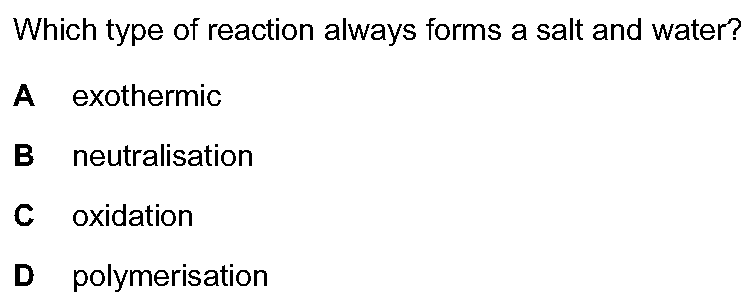 Which type of reaction always forms a salt and water?
A exothermic
B neutralisation
C oxidation
D polymerisation